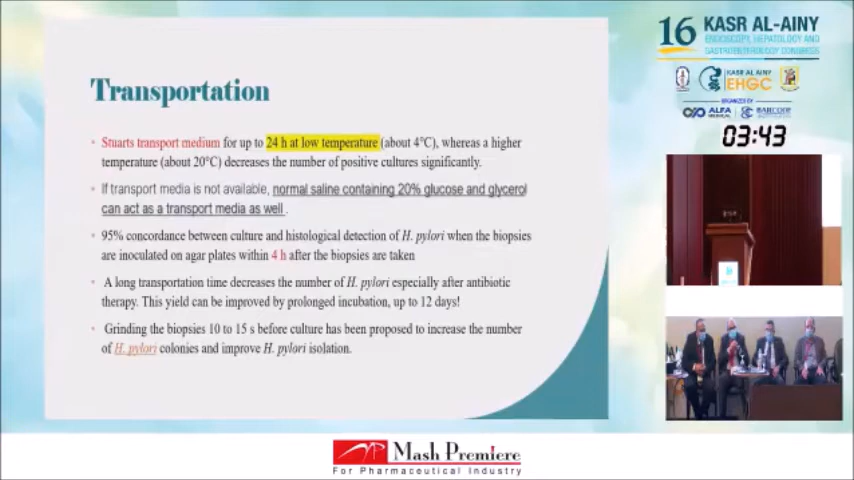 Transportation
Stuarts transport medium for up to 24 h at low temperature (about 4°C), whereas a higher
temperature (about 20°C) decreases the number of positive cultures significantly.
If transport media is not available, normal saline containing 20% glucose and glycerol
can act as a transport media as well .
95% concordance between culture and histological detection of H. pylori when the biopsies
are inoculated on agar plates within 4 h after the biopsies are taken
A long transportation time decreases the number of H. pylori especially after antibiotic
therapy. This yield can be improved by prolonged incubation, up to 12 days!
Grinding the biopsies 10 to 15 s before culture has been proposed to increase the number
of H. pylori colonies and improve H. pylori isolation.
16 KASR AL-AINY
ENDOSCOPY, HEPATOLOGY AND
GASTROENTEROLOGY CONGRESS
KASR AL AINY
EHGC
ORGANIZED BY
ALFA
MEDICAL
BARCODE
03:43
Mash Premiere
For Pharmaceutical Industry